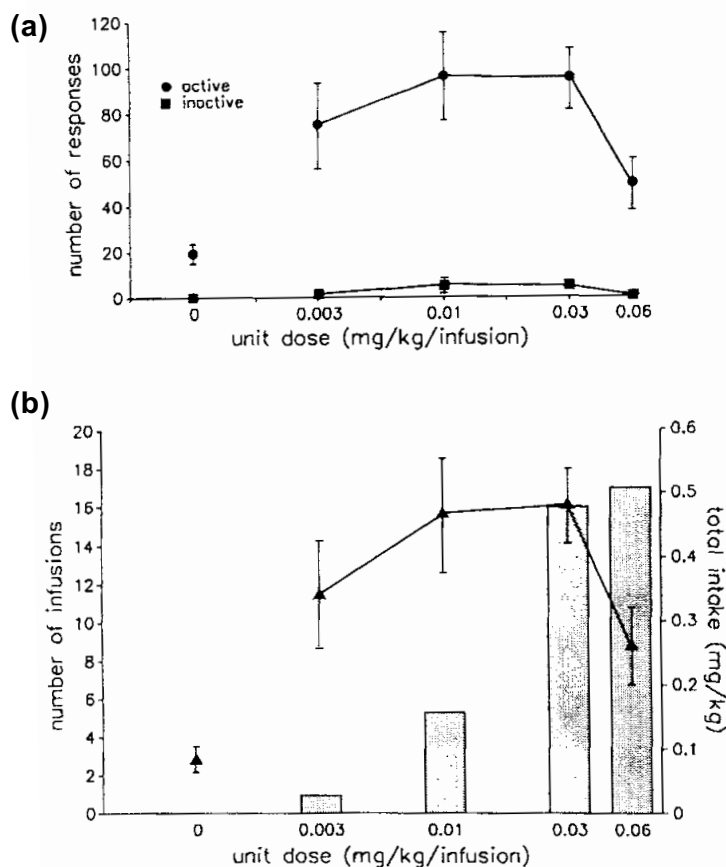 (a)
120
100
80
60
40
20
0
number of responses
active
inactive
0 0.003 0.01 0.03 0.06
unit dose (mg/kg/infusion)
(b)
20
18
16
14
12
10
8
6
4
2
0
number of infusions
0.6
0.5
0.4
0.3
0.2
0.1
0
total intake (mg/kg)
0 0.003 0.01 0.03 0.06
unit dose (mg/kg/infusion)